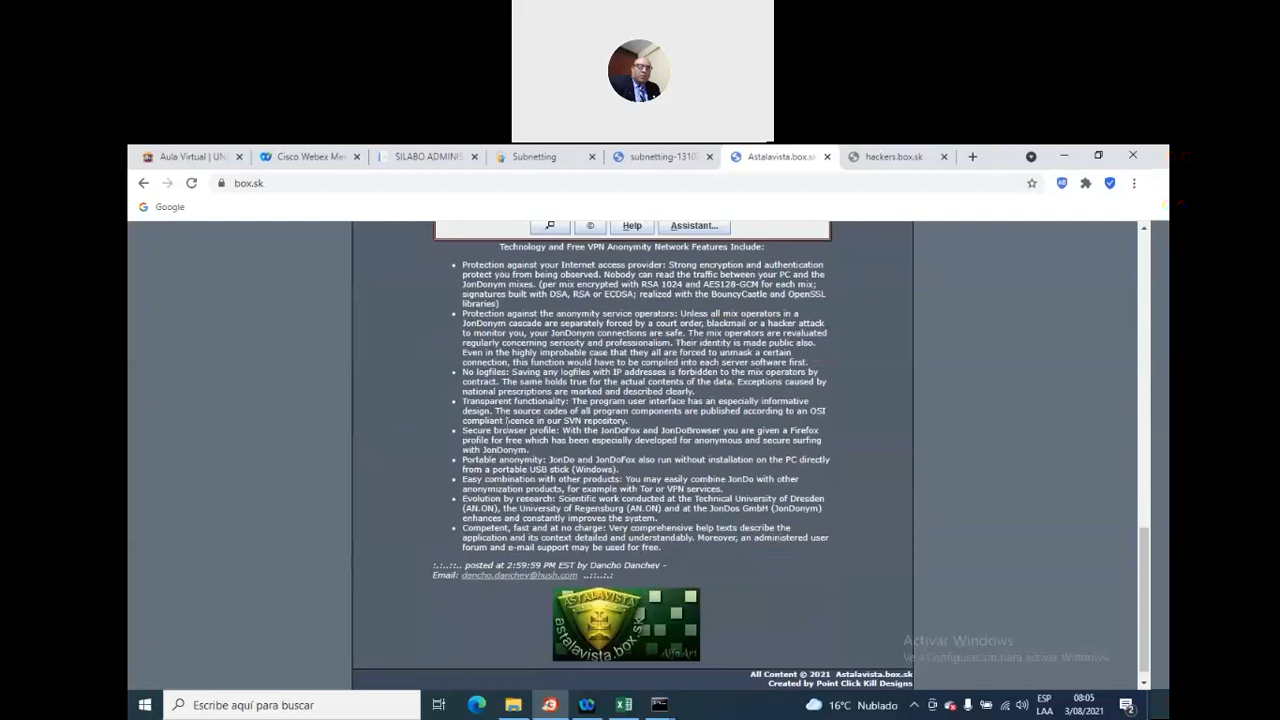 Aula Virtual | UN
Cisco Webex Me
SILABO ADMINIS
Subnetting
subnetting-1310
Astalavista.box.sk
hackers.box.sk
box.sk
Google
Help
Assistant...
Technology and Free VPN Anonymity Network Features Include:
Protection against your Internet access provider: Strong encryption and authentication
protect you from being observed. Nobody can read the traffic between your PC and the
JonDonym mixes. (per mix encrypted with RSA 1024 and AES128-GCM for each mix;
signatures built with DSA, RSA or ECDSA; realized with the BouncyCastle and OpenSSL
libraries)
Protection against the anonymity service operators: Unless all mix operators in a
JonDonym cascade are separately forced by a court order, blackmail or a hacker attack
to monitor you, your JonDonym connections are safe. The mix operators are revaluated
regularly concerning seriosity and professionalism. Their identity is made public also.
Even in the highly improbable case that they all are forced to unmask a certain
connection, this function would have to be compiled into each server software first.
No logfiles: Saving any logfiles with IP addresses is forbidden to the mix operators by
contract. The same holds true for the actual contents of the data. Exceptions caused by
national prescriptions are marked and described clearly.
Transparent functionality: The program user interface has an especially informative
design. The source codes of all program components are published according to an OSI
compliant licence in our SVN repository.
Secure browser profile: With the JonDoFox and JonDoBrowser you are given a Firefox
profile for free which has been especially developed for anonymous and secure surfing
with JonDonym.
Portable anonymity: JonDo and JonDoFox also run without installation on the PC directly
from a portable USB stick (Windows).
Easy combination with other products: You may easily combine JonDo with other
anonymization products, for example with Tor or VPN services.
Evolution by research: Scientific work conducted at the Technical University of Dresden
(AN.ON), the University of Regensburg (AN.ON) and at the JonDos GmbH (JonDonym)
enhances and constantly improves the system.
Competent, fast and at no charge: Very comprehensive help texts describe the
application and its context detailed and understandably. Moreover, an administered user
forum and e-mail support may be used for free.
:.:..::.. posted at 2:59:59 PM EST by Dancho Danchev -
Email: dancho.danchev@hush.com ..::..:.:
ASTALAVISTA
astalavista.box.sk
AlfaArt
Activar Windows
Ve a Configuración para activar Windows.
All Content © 2021 Astalavista.box.sk
Created by Point Click Kill Designs
Escribe aquí para buscar
16°C Nublado
ESP
LAA
08:05
3/08/2021
2